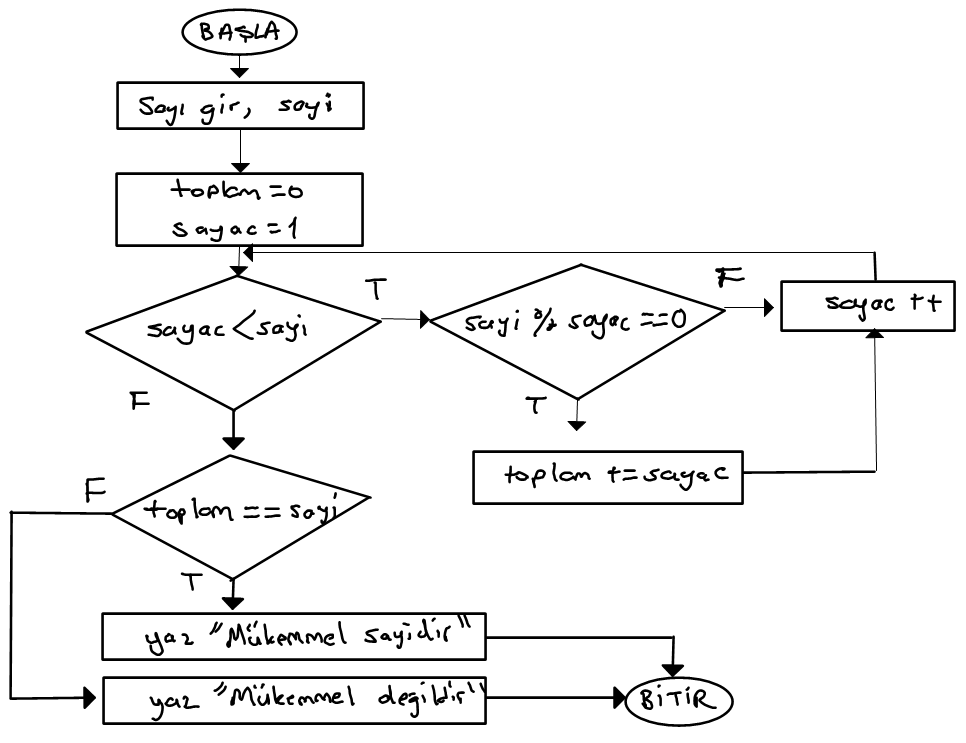 BAŞLA
Sayı gir, sayi
toplam = 0
sayac = 1
sayac < sayi
T
F
sayi % sayac == 0
F
T
sayac ++
toplam += sayac
toplam == sayi
F
T
yaz "Mükemmel sayidir"
yaz "Mükemmel değildir"
BİTİR